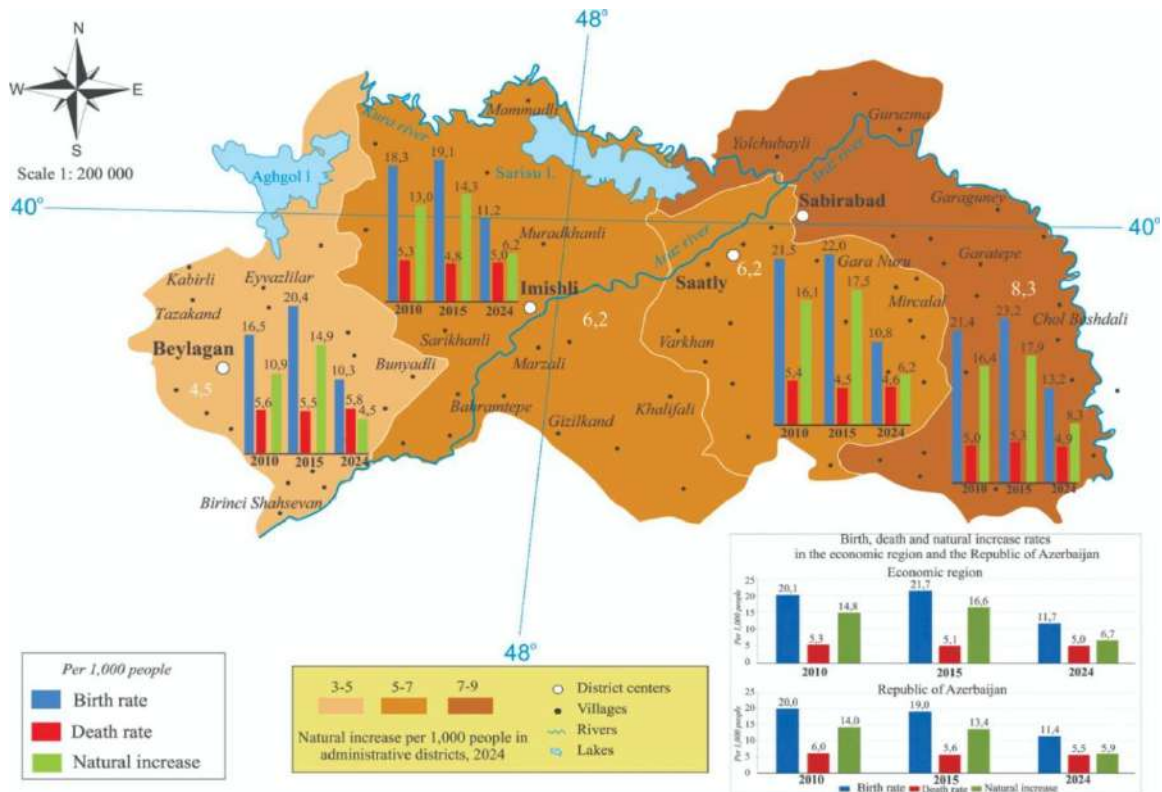 48°
N
W E
S
Scale 1: 200 000
40°
40°
Aghgol l
Kura river
Mammadli
Sarisu l.
Yolchubayli
Guruzma
Araz river
Sabirabad
Garaguney
Muradkhanli
Araz river
6,2
Saatly
Gara Nuru
Garatepe
Mircalal
8,3
Chol Beshdali
Kabirli
Eyvazlilar
Tazakand
Imishli
6,2
Beylagan
4,5
Sarikhanli
Bunyadli
Marzali
Varkhan
Bahramtepe
Gizilkand
Khalifali
Birinci Shahsevan
18,3 5,3 13,0
19,1 4,8 14,3
11,2 5,0 6,2
2010 2015 2024
16,5 5,6 10,9
20,4 5,5 14,9
10,3 5,8 4,5
2010 2015 2024
21,5 5,4 16,1
22,0 4,5 17,5
10,8 4,6 6,2
2010 2015 2024
21,4 5,0 16,4
23,2 5,3 17,9
13,2 4,9 8,3
2010 2015 2024
48°
Per 1,000 people
Birth rate
Death rate
Natural increase
3-5 5-7 7-9
Natural increase per 1,000 people in
administrative districts, 2024
District centers
Villages
Rivers
Lakes
Birth, death and natural increase rates
in the economic region and the Republic of Azerbaijan
Economic region
Per 1,000 people
25
20
15
10
5
0
20,1 5,3 14,8
21,7 5,1 16,6
11,7 5,0 6,7
2010 2015 2024
Republic of Azerbaijan
Per 1,000 people
25
20
15
10
5
0
20,0 6,0 14,0
19,0 5,6 13,4
11,4 5,5 5,9
2010 2015 2024
Birth rate Death rate Natural increase